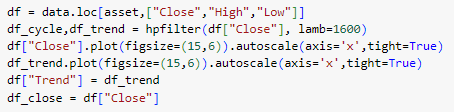 df = data.loc[asset,["Close","High","Low"]]
df_cycle,df_trend = hpfilter(df["Close"], lamb=1600)
df["Close"].plot(figsize=(15,6)).autoscale(axis='x',tight=True)
df_trend.plot(figsize=(15,6)).autoscale(axis='x',tight=True)
df["Trend"] = df_trend
df_close = df["Close"]